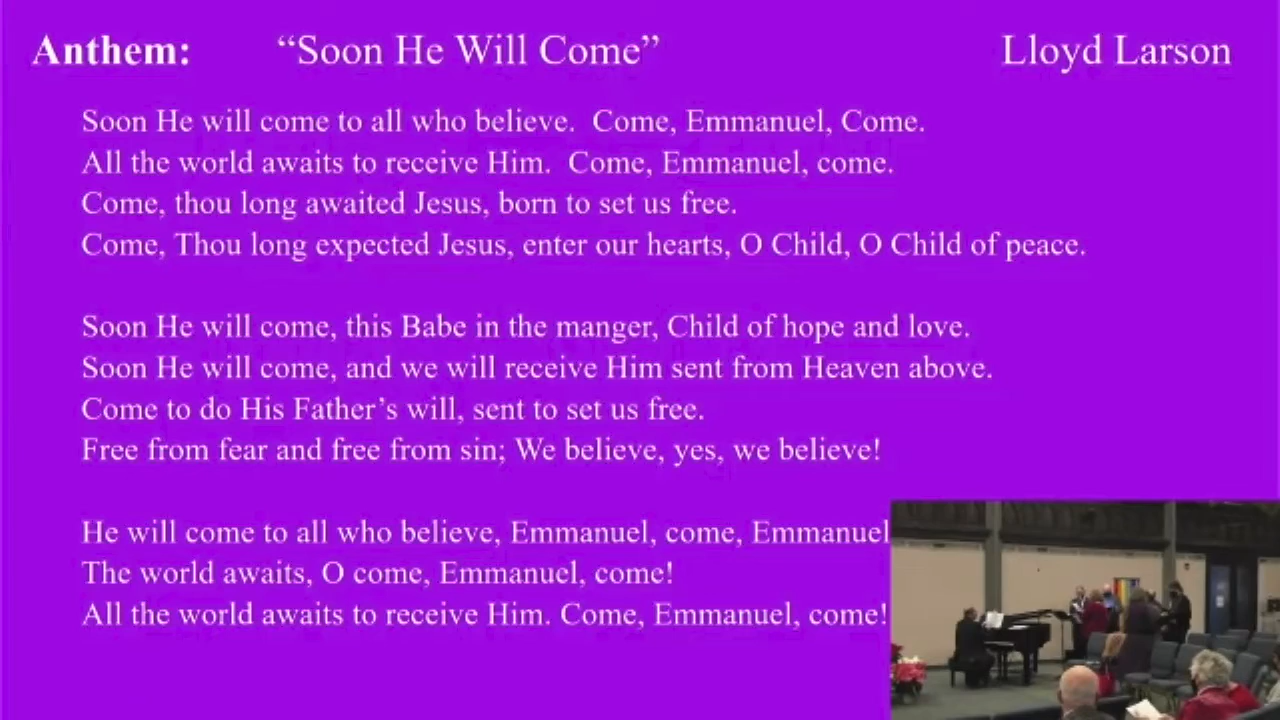 Anthem: “Soon He Will Come” Lloyd Larson
Soon He will come to all who believe. Come, Emmanuel, Come.
All the world awaits to receive Him. Come, Emmanuel, come.
Come, thou long awaited Jesus, born to set us free.
Come, Thou long expected Jesus, enter our hearts, O Child, O Child of peace.
Soon He will come, this Babe in the manger, Child of hope and love.
Soon He will come, and we will receive Him sent from Heaven above.
Come to do His Father’s will, sent to set us free.
Free from fear and free from sin; We believe, yes, we believe!
He will come to all who believe, Emmanuel, come, Emmanuel
The world awaits, O come, Emmanuel, come!
All the world awaits to receive Him. Come, Emmanuel, come!